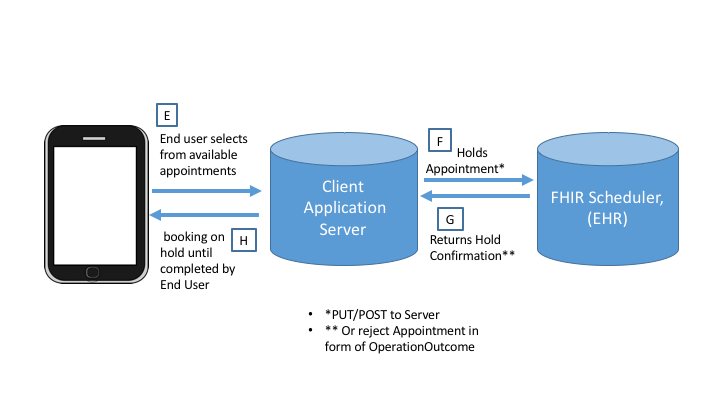 E
End user selects
from available
appointments
F
Holds
Appointment*
Client
Application
Server
FHIR Scheduler,
(EHR)
G
Returns Hold
Confirmation**
H
booking on
hold until
completed by
End User
• *PUT/POST to Server
• ** Or reject Appointment in
form of OperationOutcome